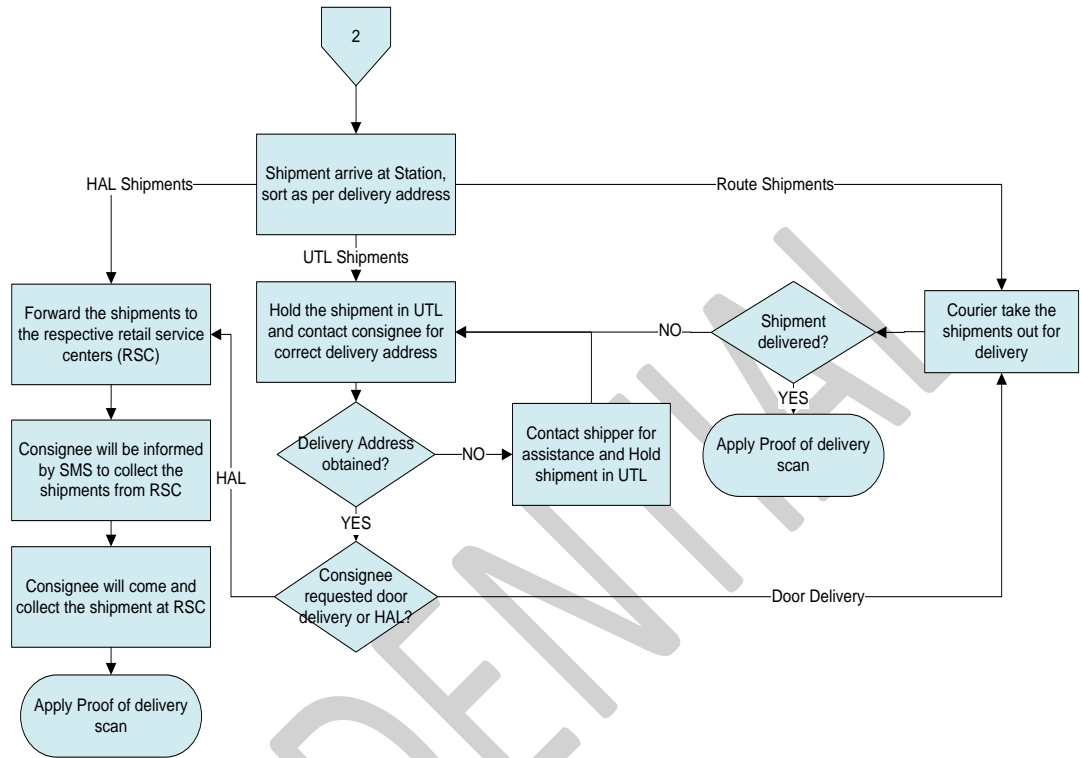 2
Shipment arrive at Station,
sort as per delivery address
HAL Shipments
Route Shipments
UTL Shipments
Forward the shipments to
the respective retail service
centers (RSC)
Hold the shipment in UTL
and contact consignee for
correct delivery address
NO
Shipment
delivered?
Courier take the
shipments out for
delivery
YES
Consignee will be informed
by SMS to collect the
shipments from RSC
HAL
Delivery Address
obtained?
NO
Contact shipper for
assistance and Hold
shipment in UTL
Apply Proof of delivery
scan
YES
Consignee will come and
collect the shipment at RSC
Consignee
requested door
delivery or HAL?
Door Delivery
Apply Proof of delivery
scan